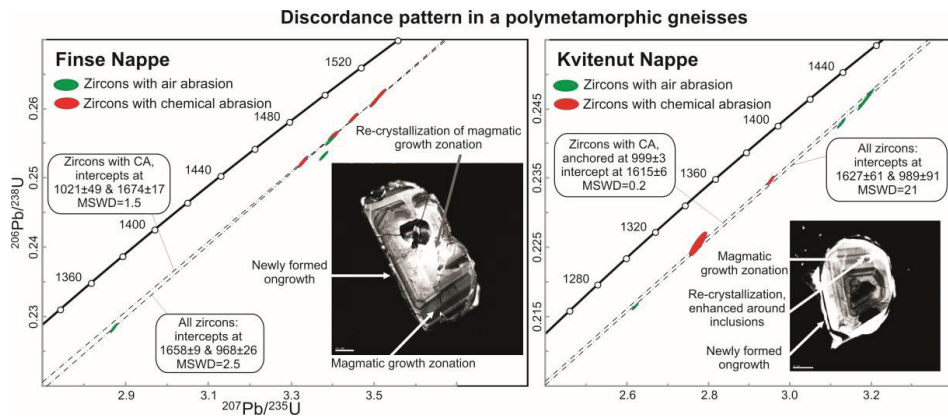 Discordance pattern in a polymetamorphic gneisses
Finse Nappe
Zircons with air abrasion
Zircons with chemical abrasion
1520
1480
1440
1400
1360
Re-crystallization of magmatic
growth zonation
Zircons with CA,
intercepts at
1021±49 & 1674±17
MSWD=1.5
Newly formed
ongrowth
All zircons:
intercepts at
1658±9 & 968±26
MSWD=2.5
Magmatic growth zonation
206Pb/238U
0.26
0.25
0.24
0.23
2.9
3.1
3.3
3.5
207Pb/235U
Kvitenut Nappe
Zircons with air abrasion
Zircons with chemical abrasion
1440
1400
1360
1320
1280
Zircons with CA,
anchored at 999±3
intercept at 1615±6
MSWD=0.2
All zircons:
intercepts at
1627±61 & 989±91
MSWD=21
Magmatic
growth zonation
Re-crystallization,
enhanced around
inclusions
Newly formed
ongrowth
0.245
0.235
0.225
0.215
2.6
2.8
3.0
3.2